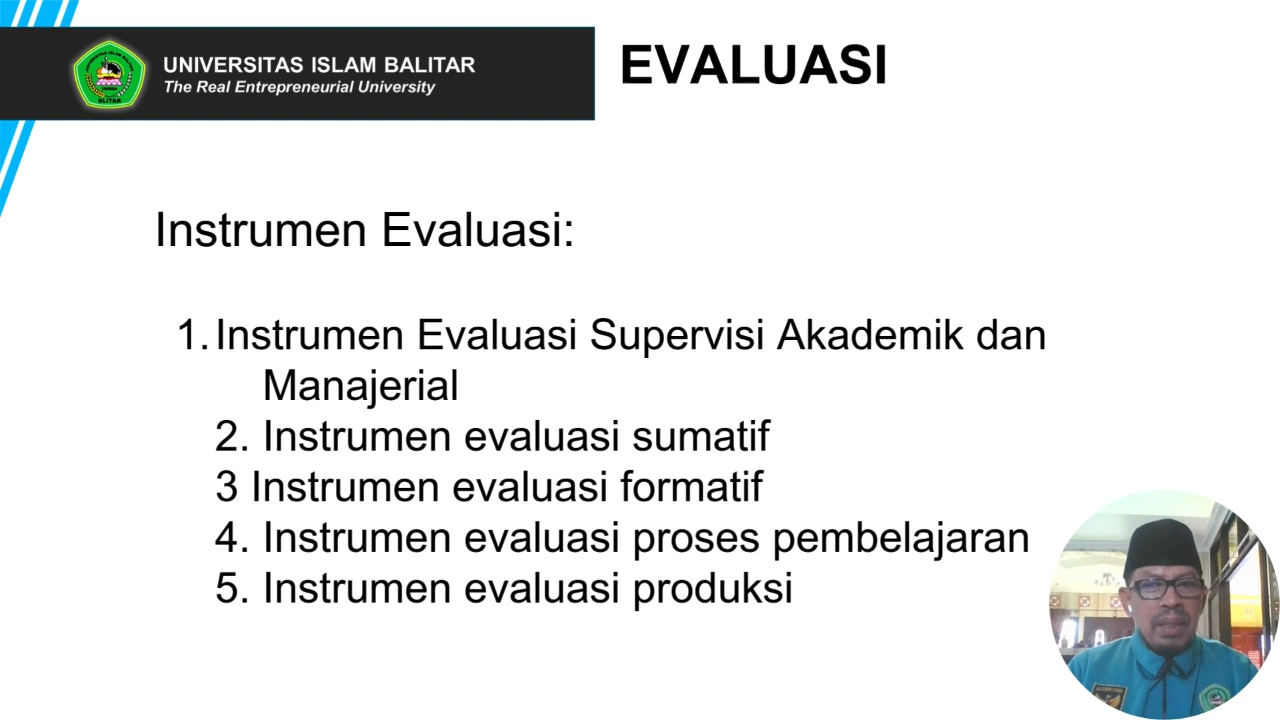 UNIVERSITAS ISLAM BALITAR
The Real Entrepreneurial University
EVALUASI
Instrumen Evaluasi:
1. Instrumen Evaluasi Supervisi Akademik dan
Manajerial
2. Instrumen evaluasi sumatif
3 Instrumen evaluasi formatif
4. Instrumen evaluasi proses pembelajaran
5. Instrumen evaluasi produksi